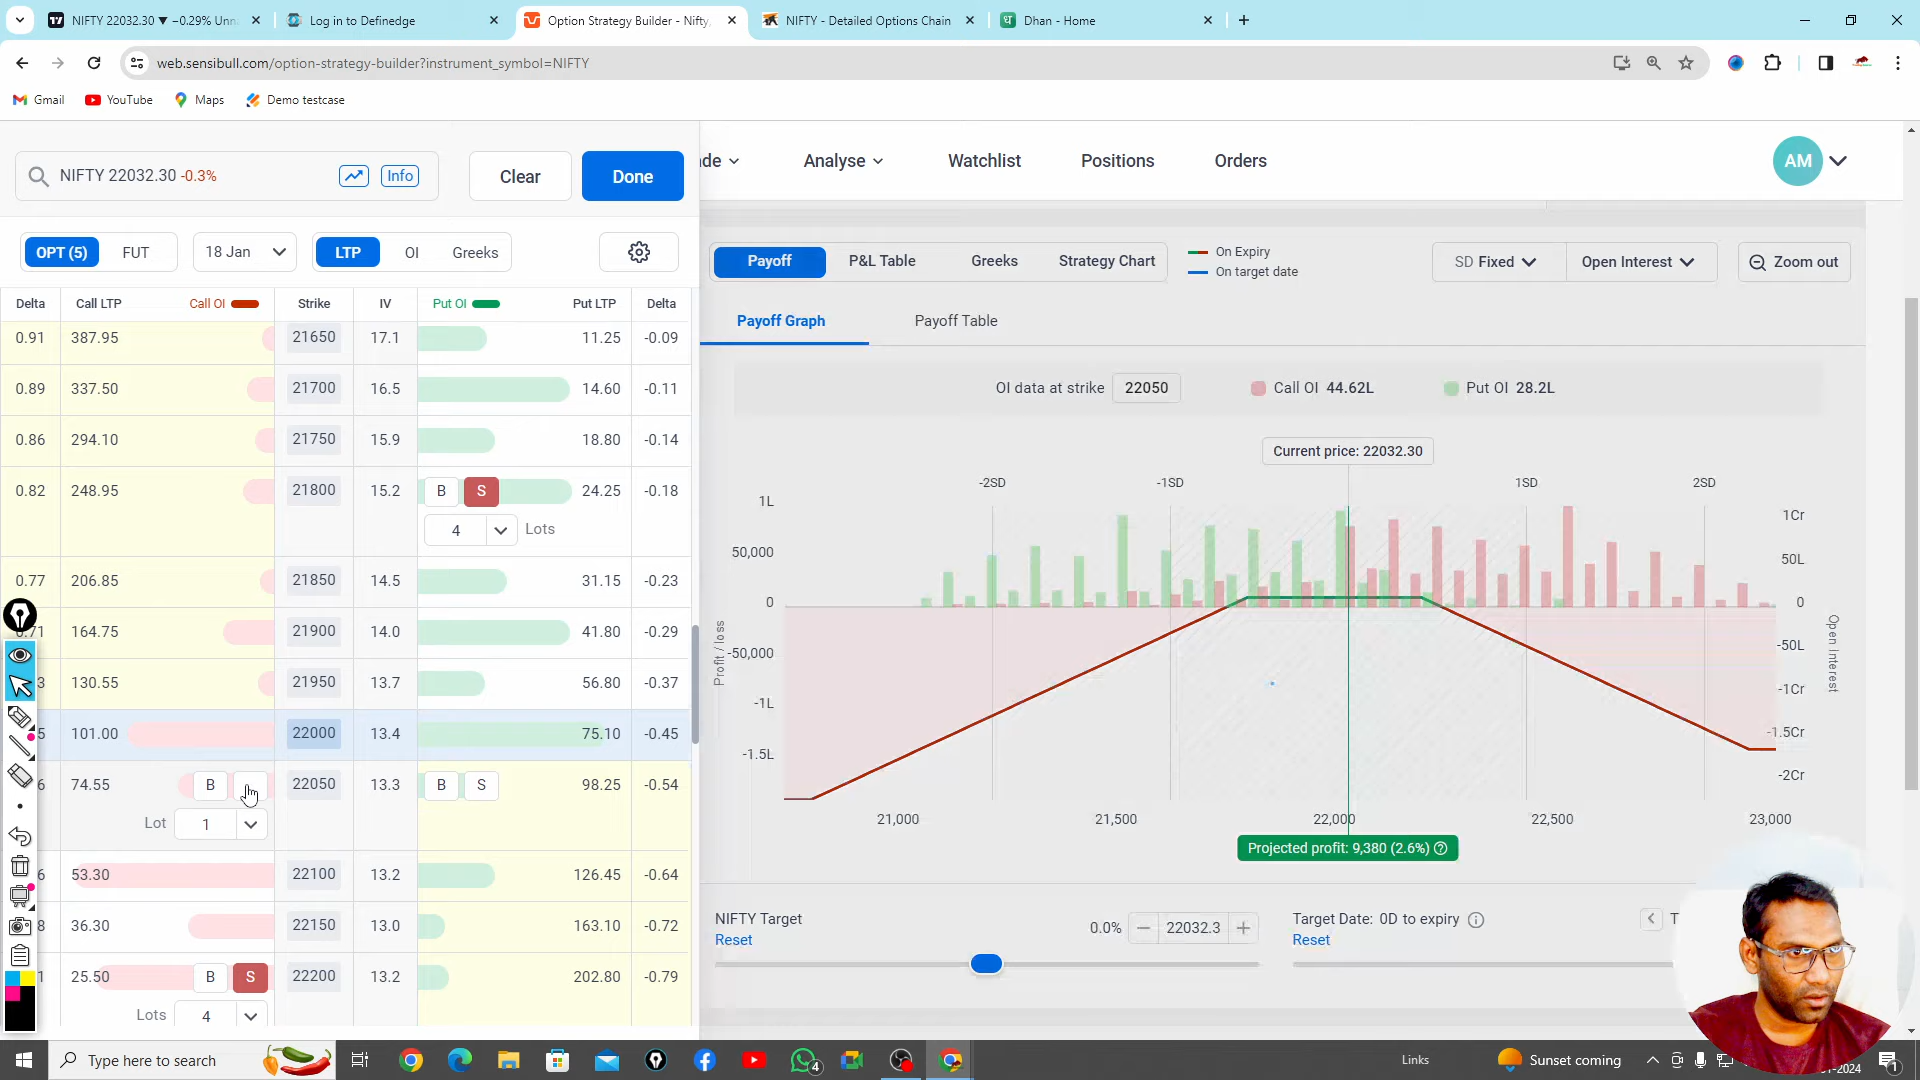 NIFTY 22032.30 ▼ −0.29% Unn
Log in to Definedge
Option Strategy Builder - Nifty,
NIFTY - Detailed Options Chain
Dhan - Home
web.sensibull.com/option-strategy-builder?instrument_symbol=NIFTY
Gmail
YouTube
Maps
Demo testcase
NIFTY 22032.30 -0.3%
Info
Clear
Done
de
Analyse
Watchlist
Positions
Orders
AM
OPT (5)
FUT
18 Jan
LTP
OI
Greeks
Delta Call LTP Call OI Strike IV Put OI Put LTP Delta
0.91 387.95 21650 17.1 11.25 -0.09
0.89 337.50 21700 16.5 14.60 -0.11
0.86 294.10 21750 15.9 18.80 -0.14
0.82 248.95 21800 15.2 B S 24.25 -0.18
4 Lots
0.77 206.85 21850 14.5 31.15 -0.23
0.71 164.75 21900 14.0 41.80 -0.29
3 130.55 21950 13.7 56.80 -0.37
5 101.00 22000 13.4 75.10 -0.45
6 74.55 B 22050 13.3 B S 98.25 -0.54
Lot 1
6 53.30 22100 13.2 126.45 -0.64
8 36.30 22150 13.0 163.10 -0.72
1 25.50 B S 22200 13.2 202.80 -0.79
Lots 4
Payoff
P&L Table
Greeks
Strategy Chart
On Expiry
On target date
SD Fixed
Open Interest
Zoom out
Payoff Graph
Payoff Table
OI data at strike 22050 Call OI 44.62L Put OI 28.2L
Current price: 22032.30
-2SD -1SD 1SD 2SD
1L
50,000
0
-50,000
-1L
-1.5L
Profit / loss
1Cr
50L
0
-50L
-1Cr
-1.5Cr
-2Cr
Open Interest
21,000 21,500 22,000 22,500 23,000
Projected profit: 9,380 (2.6%)
NIFTY Target
Reset
0.0% 22032.3
Target Date: 0D to expiry
Reset
T
Type here to search
4
Links
Sunset coming
-2024
1